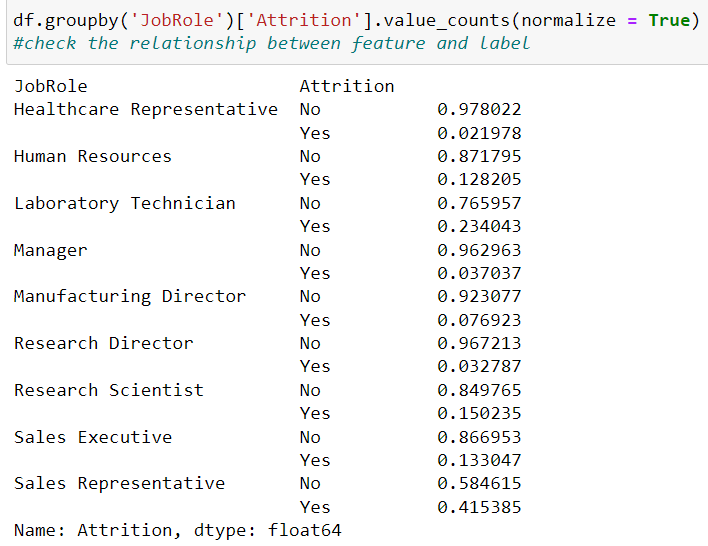 df.groupby('JobRole')['Attrition'].value_counts(normalize = True)
#check the relationship between feature and label
JobRole Attrition
Healthcare Representative No 0.978022
Yes 0.021978
Human Resources No 0.871795
Yes 0.128205
Laboratory Technician No 0.765957
Yes 0.234043
Manager No 0.962963
Yes 0.037037
Manufacturing Director No 0.923077
Yes 0.076923
Research Director No 0.967213
Yes 0.032787
Research Scientist No 0.849765
Yes 0.150235
Sales Executive No 0.866953
Yes 0.133047
Sales Representative No 0.584615
Yes 0.415385
Name: Attrition, dtype: float64